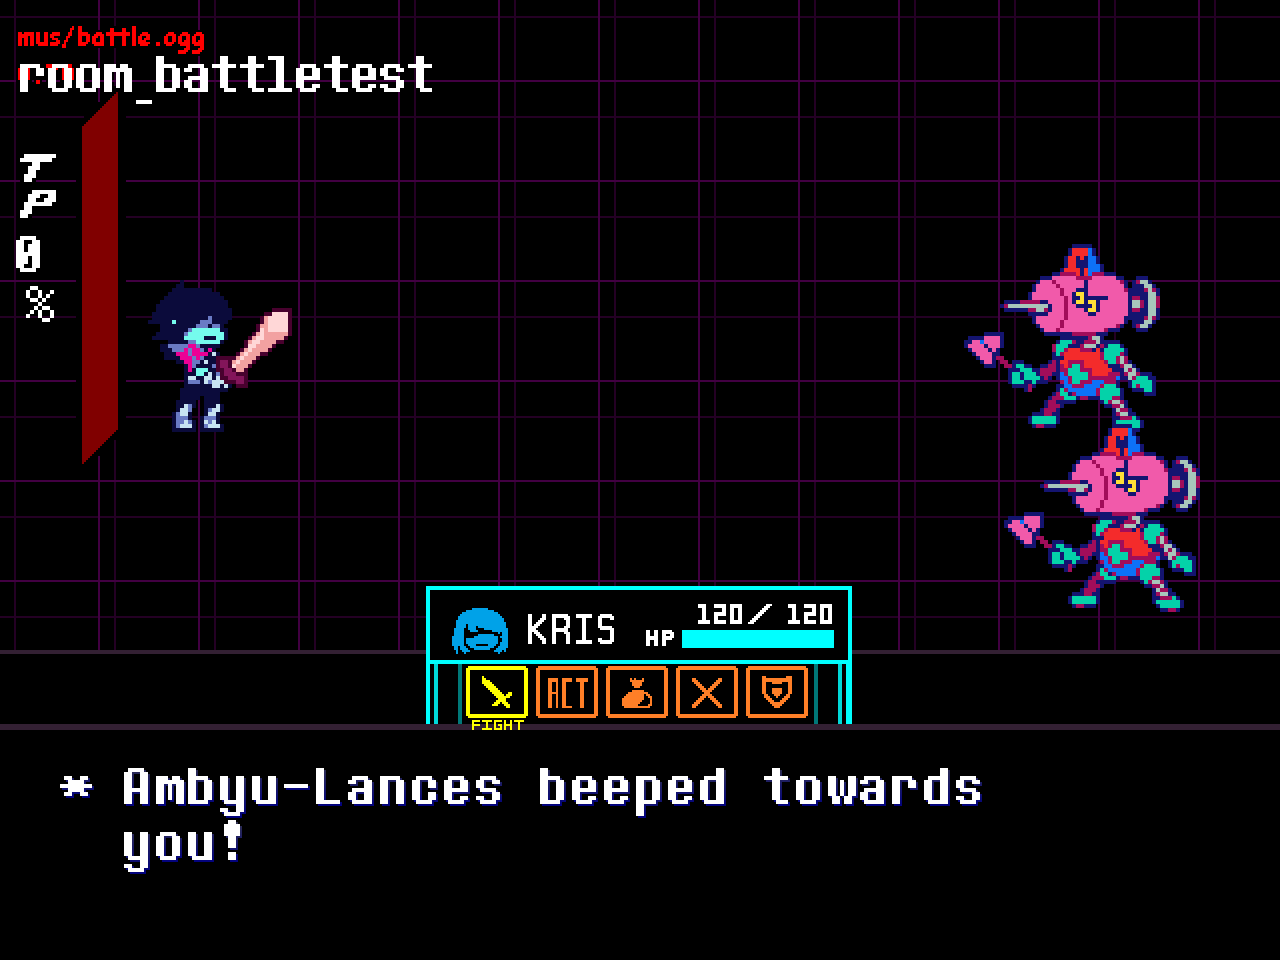 mus/battle.ogg
room_battletest
TP
0
%
KRIS
HP
120/ 120
ACT
FIGHT
* Ambyu-Lances beeped towards
you!